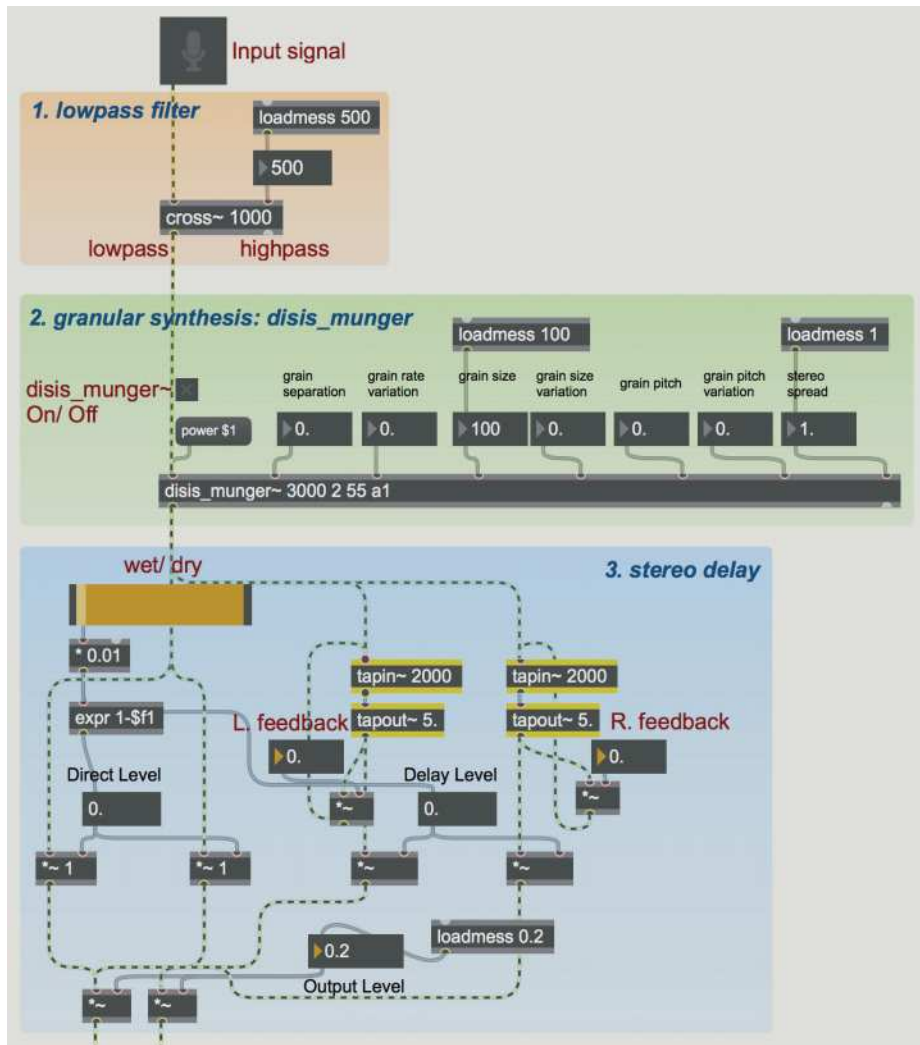 Input signal
1. lowpass filter
loadmess 500
500
cross~ 1000
lowpass
highpass
2. granular synthesis: disis_munger
loadmess 100
loadmess 1
disis_munger~
On/ Off
grain
separation
grain rate
variation
grain size
grain size
variation
grain pitch
grain pitch
variation
stereo
spread
power $1
0.
0.
100
0.
0.
0.
1.
disis_munger~ 3000 2 55 a1
wet/ dry
3. stereo delay
* 0.01
tapin~ 2000
tapin~ 2000
expr 1-$f1
L. feedback
tapout~ 5.
tapout~ 5.
R. feedback
0.
0.
Direct Level
Delay Level
0.
*~
0.
*~
*~ 1
*~ 1
*~
*~
loadmess 0.2
0.2
Output Level
*~
*~